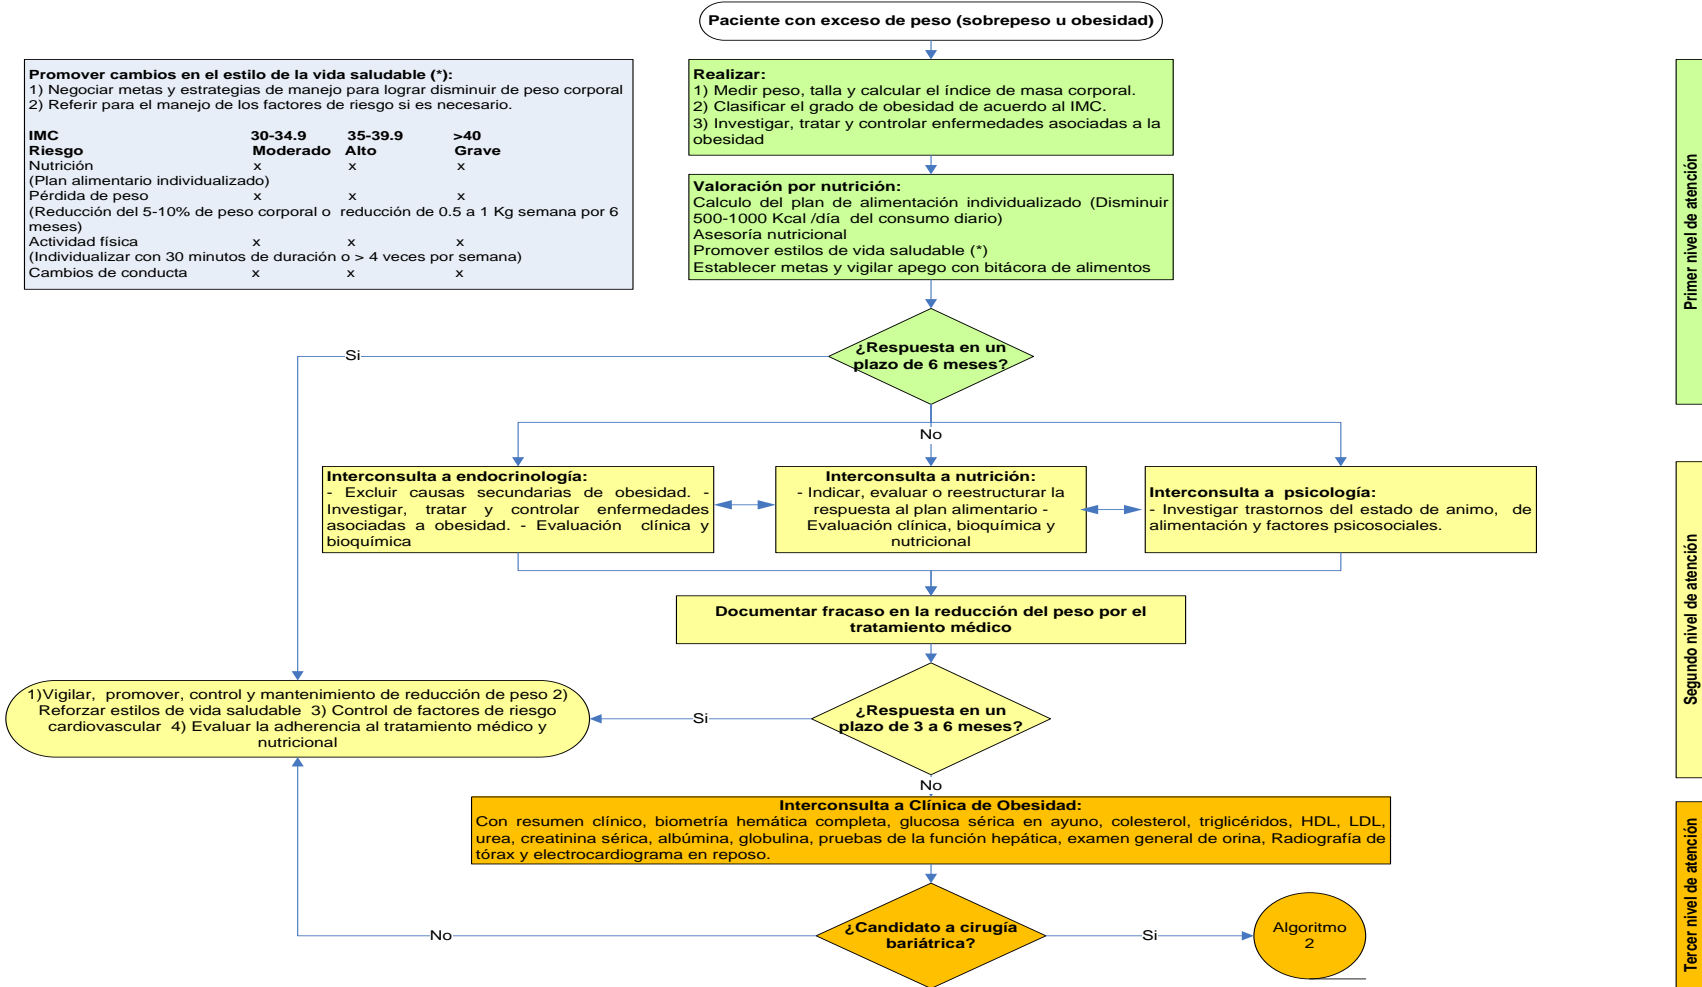 Paciente con exceso de peso (sobrepeso u obesidad)
Promover cambios en el estilo de la vida saludable (*):
1) Negociar metas y estrategias de manejo para lograr disminuir de peso corporal
2) Referir para el manejo de los factores de riesgo si es necesario.
IMC 30-34.9 35-39.9 >40
Riesgo Moderado Alto Grave
Nutrición x x x
(Plan alimentario individualizado)
Pérdida de peso x x x
(Reducción del 5-10% de peso corporal o reducción de 0.5 a 1 Kg semana por 6
meses)
Actividad física x x x
(Individualizar con 30 minutos de duración o > 4 veces por semana)
Cambios de conducta x x x
Realizar:
1) Medir peso, talla y calcular el índice de masa corporal.
2) Clasificar el grado de obesidad de acuerdo al IMC.
3) Investigar, tratar y controlar enfermedades asociadas a la
obesidad
Valoración por nutrición:
Calculo del plan de alimentación individualizado (Disminuir
500-1000 Kcal /día del consumo diario)
Asesoría nutricional
Promover estilos de vida saludable (*)
Establecer metas y vigilar apego con bitácora de alimentos
Primer nivel de atención
¿Respuesta en un
plazo de 6 meses?
Si
No
Interconsulta a endocrinología:
- Excluir causas secundarias de obesidad. -
Investigar, tratar y controlar enfermedades
asociadas a obesidad. - Evaluación clínica y
bioquímica
Interconsulta a nutrición:
- Indicar, evaluar o reestructurar la
respuesta al plan alimentario -
Evaluación clínica, bioquímica y
nutricional
Interconsulta a psicología:
- Investigar trastornos del estado de animo, de
alimentación y factores psicosociales.
Segundo nivel de atención
Documentar fracaso en la reducción del peso por el
tratamiento médico
1)Vigilar, promover, control y mantenimiento de reducción de peso 2)
Reforzar estilos de vida saludable 3) Control de factores de riesgo
cardiovascular 4) Evaluar la adherencia al tratamiento médico y
nutricional
Si
¿Respuesta en un
plazo de 3 a 6 meses?
No
Interconsulta a Clínica de Obesidad:
Con resumen clínico, biometría hemática completa, glucosa sérica en ayuno, colesterol, triglicéridos, HDL, LDL,
urea, creatinina sérica, albúmina, globulina, pruebas de la función hepática, examen general de orina, Radiografía de
tórax y electrocardiograma en reposo.
Tercer nivel de atención
No
¿Candidato a cirugía
bariátrica?
Si
Algoritmo
2